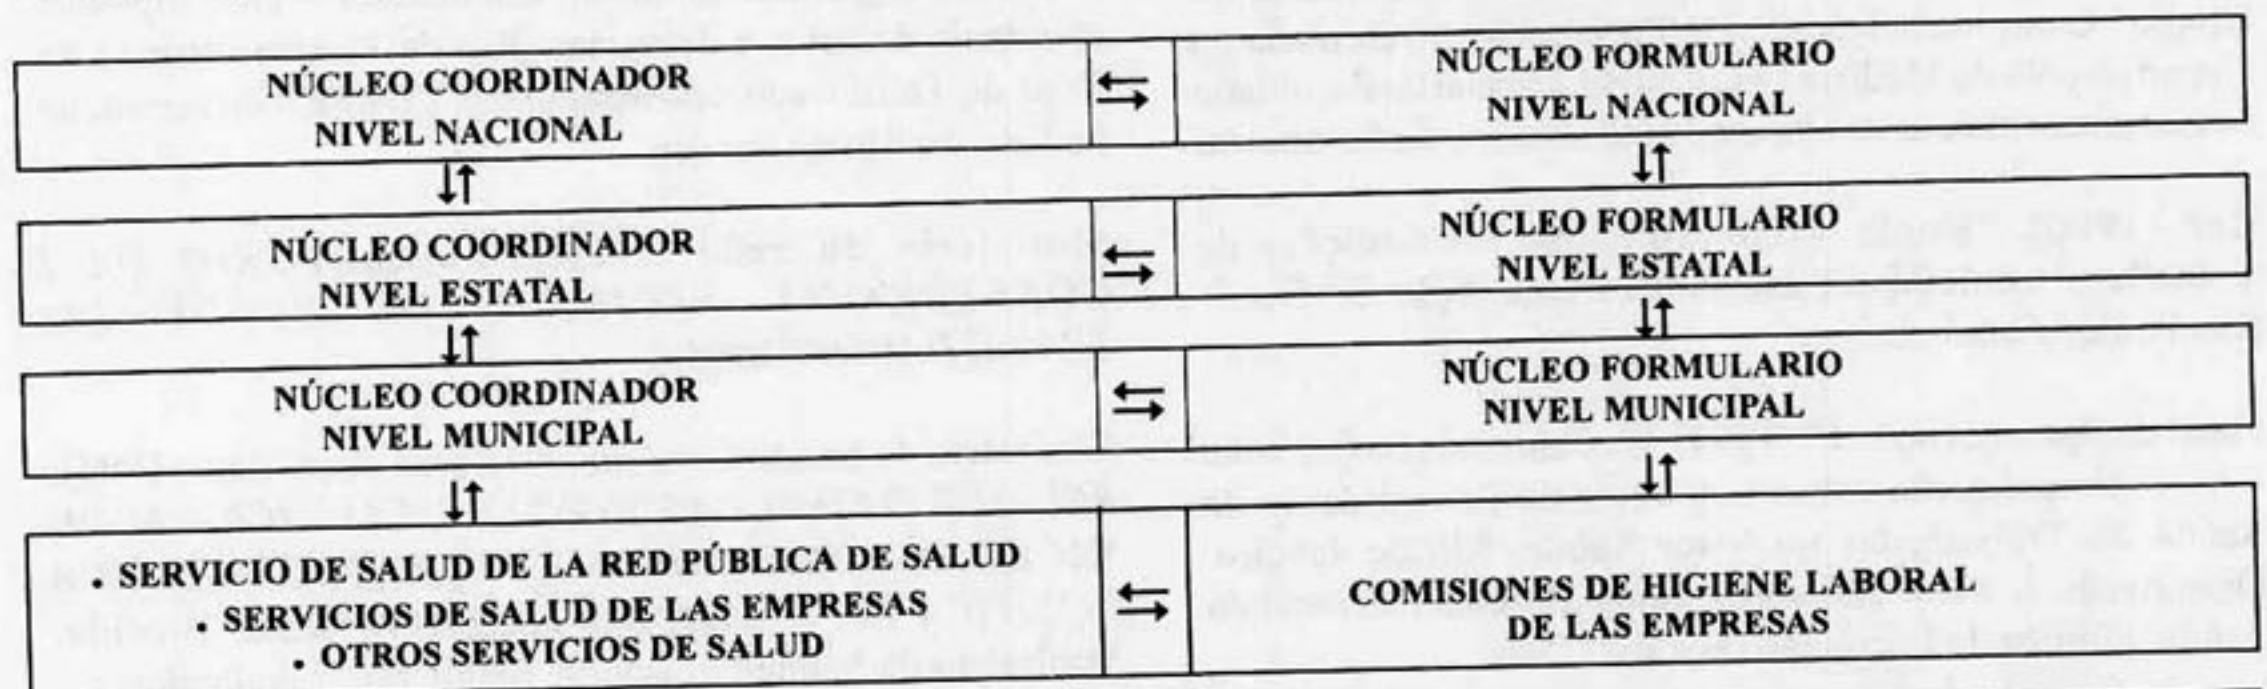 NÚCLEO COORDINADOR
NIVEL NACIONAL
NÚCLEO FORMULARIO
NIVEL NACIONAL
NÚCLEO COORDINADOR
NIVEL ESTATAL
NÚCLEO FORMULARIO
NIVEL ESTATAL
NÚCLEO COORDINADOR
NIVEL MUNICIPAL
NÚCLEO FORMULARIO
NIVEL MUNICIPAL
. SERVICIO DE SALUD DE LA RED PÚBLICA DE SALUD
. SERVICIOS DE SALUD DE LAS EMPRESAS
. OTROS SERVICIOS DE SALUD
COMISIONES DE HIGIENE LABORAL
DE LAS EMPRESAS